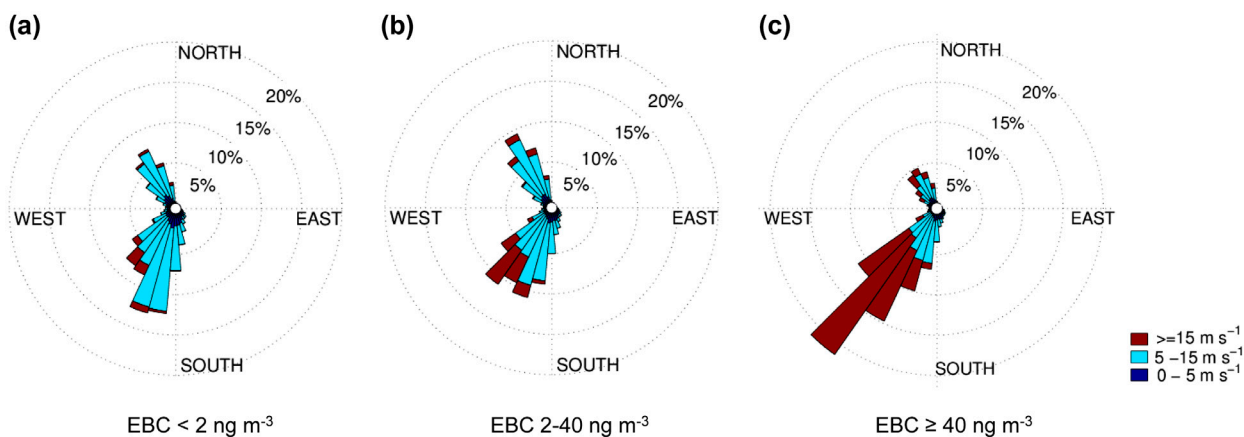 (a)
NORTH
20%
15%
10%
5%
WEST
EAST
SOUTH
EBC < 2 ng m⁻³
(b)
NORTH
20%
15%
10%
5%
WEST
EAST
SOUTH
EBC 2-40 ng m⁻³
(c)
NORTH
20%
15%
10%
5%
WEST
EAST
SOUTH
EBC ≥ 40 ng m⁻³
>=15 m s⁻¹
5 –15 m s⁻¹
0 – 5 m s⁻¹